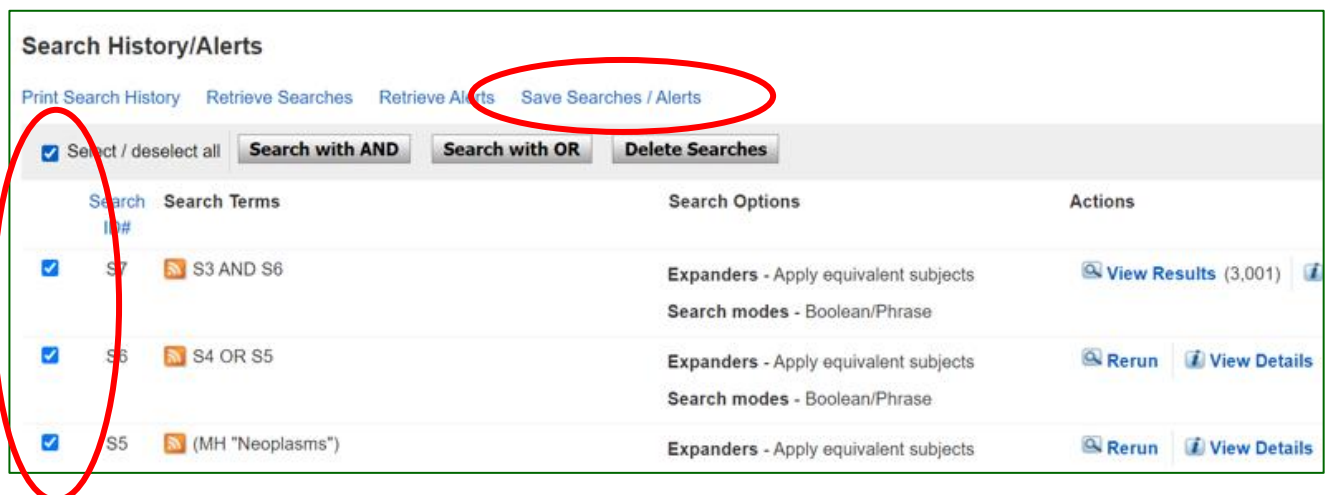 Search History/Alerts
Print Search History Retrieve Searches Retrieve Alerts Save Searches / Alerts
Select / deselect all Search with AND Search with OR Delete Searches
Search ID# Search Terms Search Options Actions
S7 S3 AND S6 Expanders - Apply equivalent subjects View Results (3,001)
Search modes - Boolean/Phrase
S6 S4 OR S5 Expanders - Apply equivalent subjects Rerun View Details
Search modes - Boolean/Phrase
S5 (MH "Neoplasms") Expanders - Apply equivalent subjects Rerun View Details